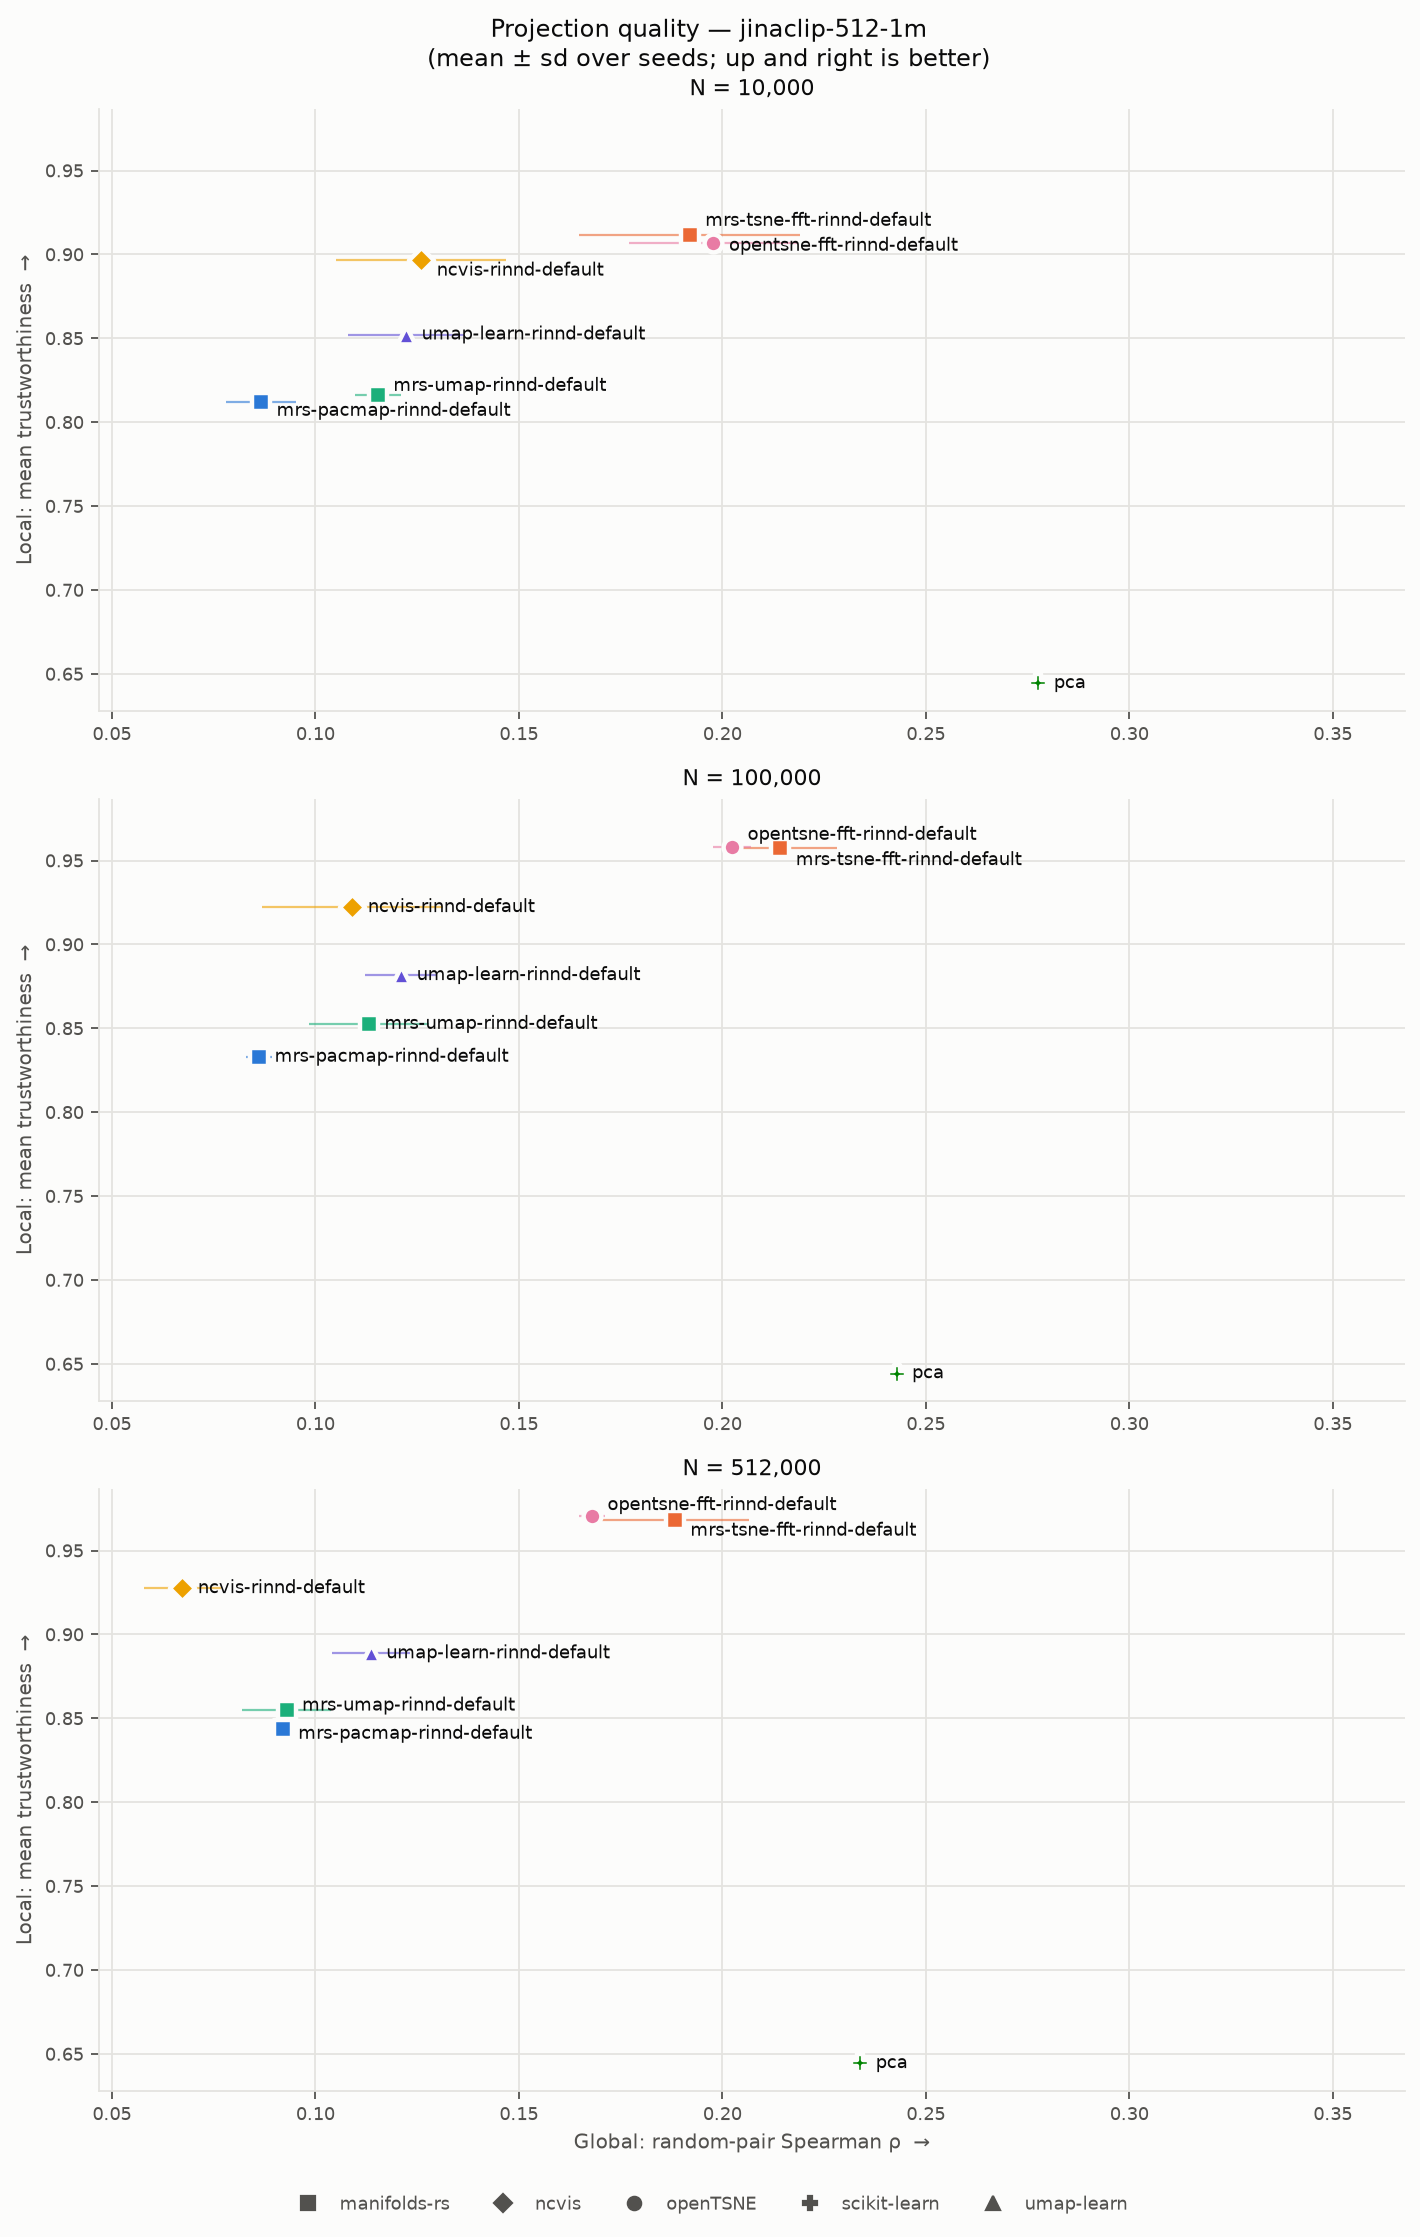 Projection quality — jinaclip-512-1m
(mean ± sd over seeds; up and right is better)
N = 10,000
Local: mean trustworthiness →
0.95
0.90
0.85
0.80
0.75
0.70
0.65
mrs-tsne-fft-rinnd-default
opentsne-fft-rinnd-default
ncvis-rinnd-default
umap-learn-rinnd-default
mrs-umap-rinnd-default
mrs-pacmap-rinnd-default
pca
0.05 0.10 0.15 0.20 0.25 0.30 0.35
N = 100,000
Local: mean trustworthiness →
0.95
0.90
0.85
0.80
0.75
0.70
0.65
opentsne-fft-rinnd-default
mrs-tsne-fft-rinnd-default
ncvis-rinnd-default
umap-learn-rinnd-default
mrs-umap-rinnd-default
mrs-pacmap-rinnd-default
pca
0.05 0.10 0.15 0.20 0.25 0.30 0.35
N = 512,000
Local: mean trustworthiness →
0.95
0.90
0.85
0.80
0.75
0.70
0.65
opentsne-fft-rinnd-default
mrs-tsne-fft-rinnd-default
ncvis-rinnd-default
umap-learn-rinnd-default
mrs-umap-rinnd-default
mrs-pacmap-rinnd-default
pca
0.05 0.10 0.15 0.20 0.25 0.30 0.35
Global: random-pair Spearman ρ →
manifolds-rs ncvis openTSNE scikit-learn umap-learn